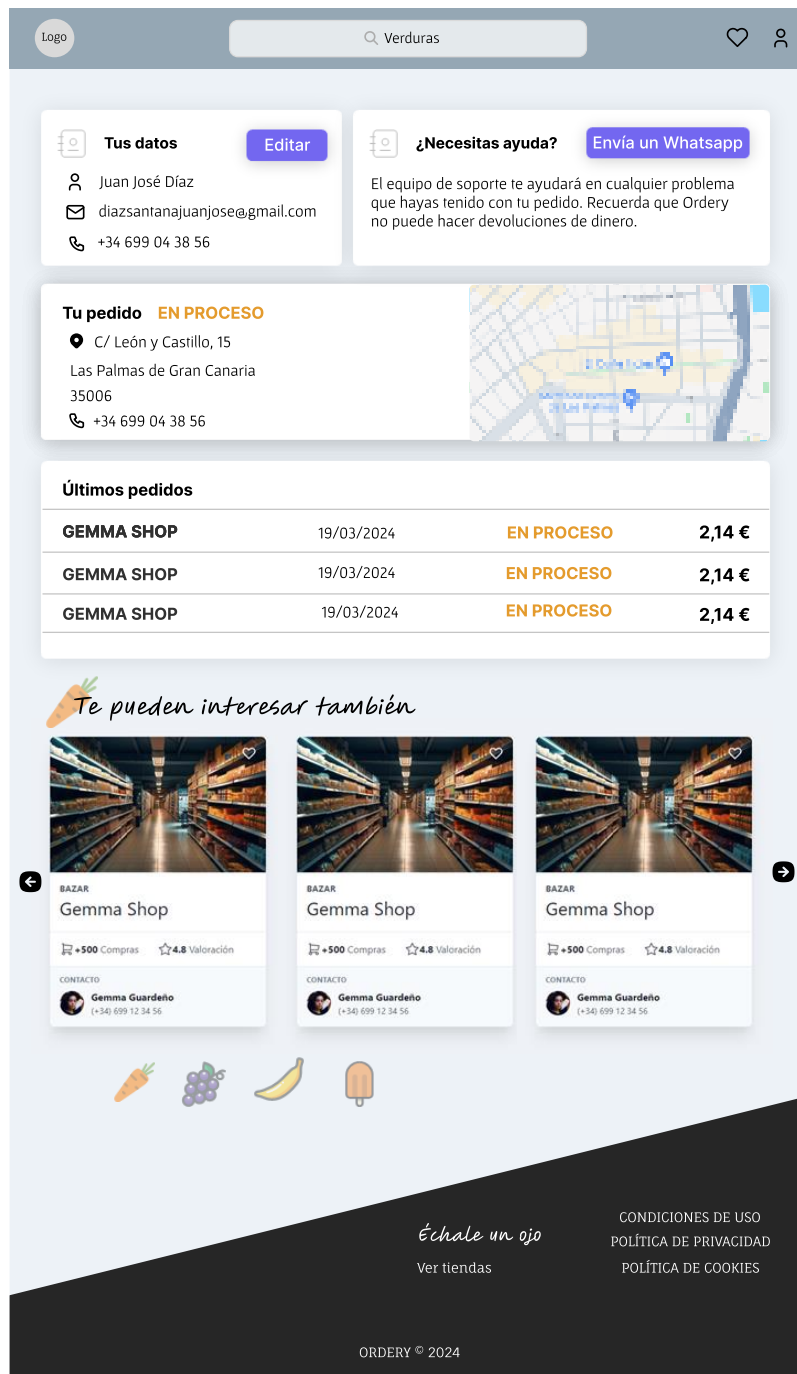 Logo
Verduras
Tus datos
Editar
Juan José Díaz
diazsantanajuanjose@gmail.com
+34 699 04 38 56
¿Necesitas ayuda?
Envía un Whatsapp
El equipo de soporte te ayudará en cualquier problema
que hayas tenido con tu pedido. Recuerda que Ordery
no puede hacer devoluciones de dinero.
Tu pedido EN PROCESO
C/ León y Castillo, 15
Las Palmas de Gran Canaria
35006
+34 699 04 38 56
Últimos pedidos
GEMMA SHOP 19/03/2024 EN PROCESO 2,14 €
GEMMA SHOP 19/03/2024 EN PROCESO 2,14 €
GEMMA SHOP 19/03/2024 EN PROCESO 2,14 €
Te pueden interesar también
BAZAR
Gemma Shop
+500 Compras 4.8 Valoración
CONTACTO
Gemma Guardeño
(+34) 699 12 34 56
BAZAR
Gemma Shop
+500 Compras 4.8 Valoración
CONTACTO
Gemma Guardeño
(+34) 699 12 34 56
BAZAR
Gemma Shop
+500 Compras 4.8 Valoración
CONTACTO
Gemma Guardeño
(+34) 699 12 34 56
Échale un ojo
Ver tiendas
CONDICIONES DE USO
POLÍTICA DE PRIVACIDAD
POLÍTICA DE COOKIES
ORDERY © 2024